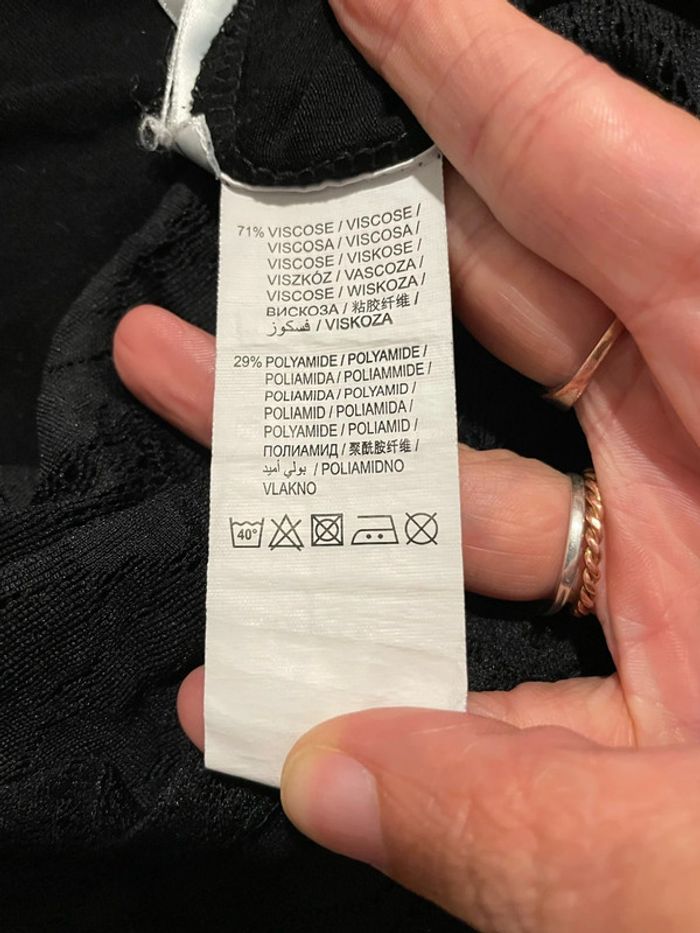 71% VISCOSE / VISCOSE /
VISCOSA / VISCOSA /
VISCOSE / VISKOSE /
VISZKÓZ / VASCOZA /
VISCOSE / WISKOZA /
ВИСКОЗА / 粘胶纤维 /
فسكوز / VISKOZA
29% POLYAMIDE / POLYAMIDE /
POLIAMIDA / POLIAMMIDE /
POLIAMIDA / POLYAMID /
POLIAMID / POLIAMIDA /
POLYAMIDE / POLYAMID /
ПОЛИАМИД / 聚酰胺纤维 /
بولي أميد / POLIAMIDNO
VLAKNO
40°